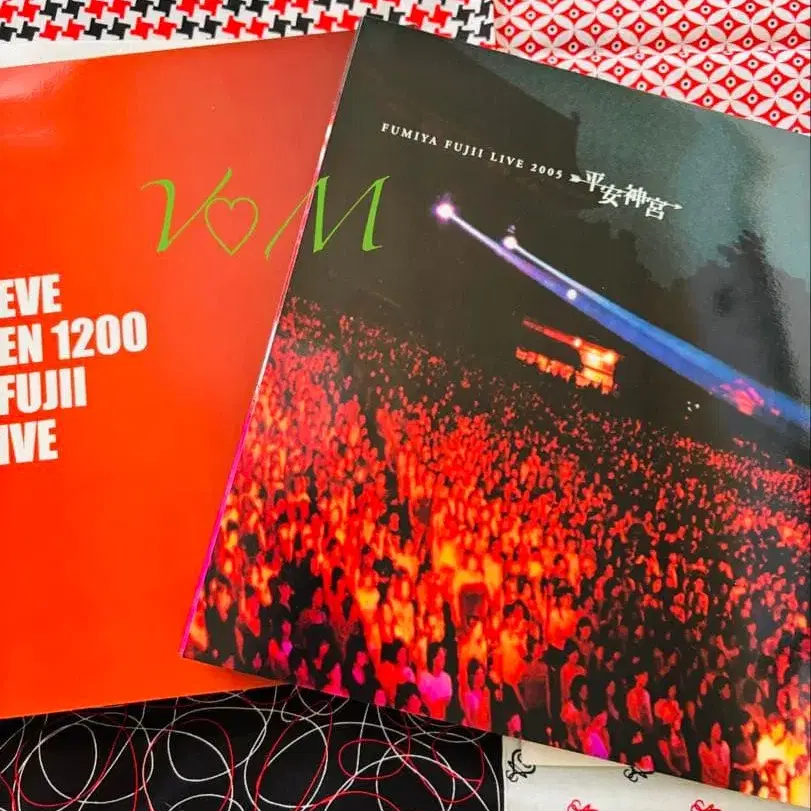 FUMIYA FUJII LIVE 2005 平安神宮
V♡M
EVE
EN 1200
FUJII
IVE